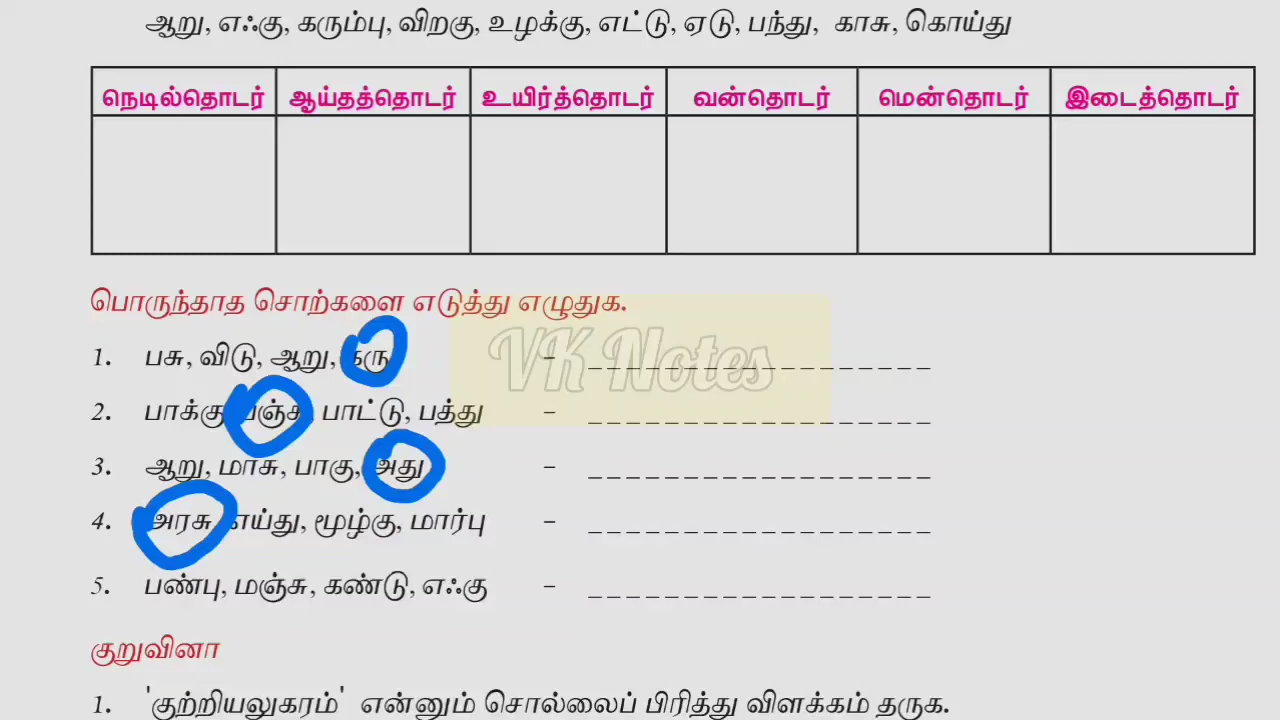 ஆறு, எஃகு, கரும்பு, விறகு, உழக்கு, எட்டு, ஏடு, பந்து, காசு, கொய்து
நெடில்தொடர் ஆய்தத்தொடர் உயிர்த்தொடர் வன்தொடர் மென்தொடர் இடைத்தொடர்
பொருந்தாத சொற்களை எடுத்து எழுதுக.
1. பசு, விடு, ஆறு, கரு –
2. பாக்கு, பஞ்சு, பாட்டு, பத்து –
3. ஆறு, மாசு, பாகு, அது –
4. அரசு, எய்து, மூழ்கு, மார்பு –
5. பண்பு, மஞ்சு, கண்டு, எஃகு –
குறுவினா
1. 'குற்றியலுகரம்' என்னும் சொல்லைப் பிரித்து விளக்கம் தருக.
VK Notes